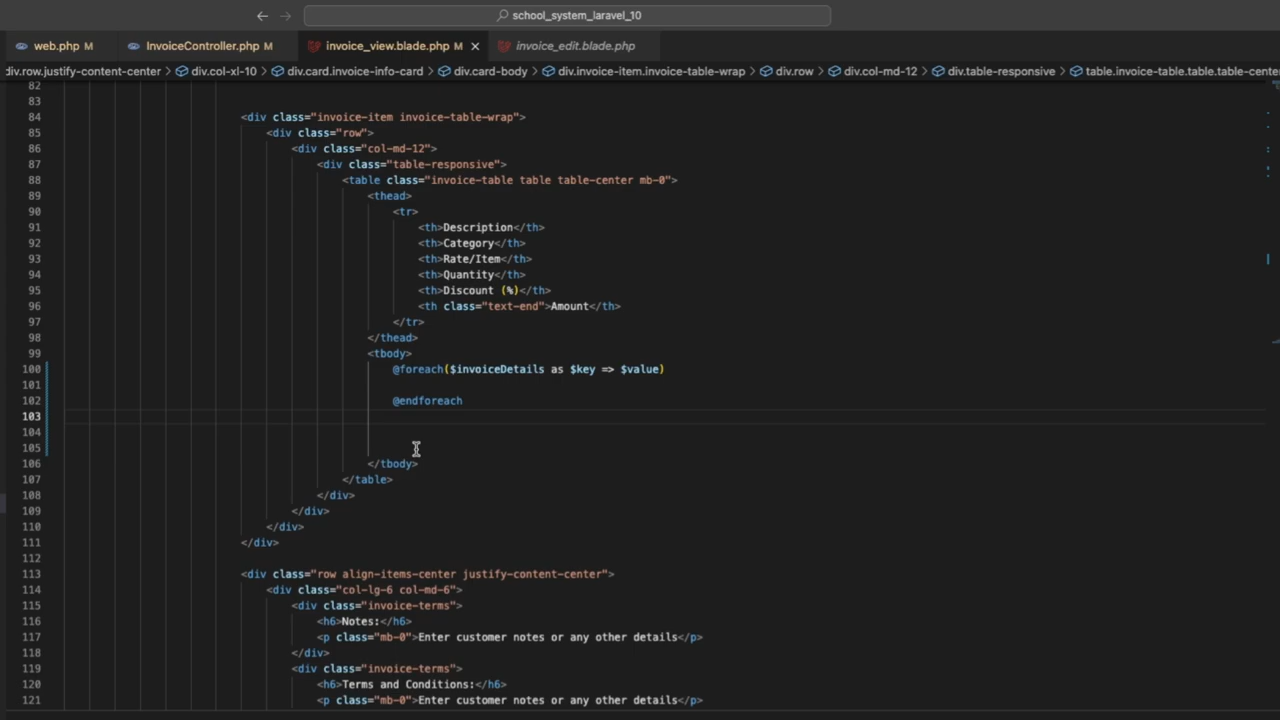 school_system_laravel_10
web.php M InvoiceController.php M invoice_view.blade.php M invoice_edit.blade.php
div.row.justify-content-center > div.col-xl-10 > div.card.invoice-info-card > div.card-body > div.invoice-item.invoice-table-wrap > div.row > div.col-md-12 > div.table-responsive > table.invoice-table.table.table-cente
82
83
84 <div class="invoice-item invoice-table-wrap">
85 <div class="row">
86 <div class="col-md-12">
87 <div class="table-responsive">
88 <table class="invoice-table table table-center mb-0">
89 <thead>
90 <tr>
91 <th>Description</th>
92 <th>Category</th>
93 <th>Rate/Item</th>
94 <th>Quantity</th>
95 <th>Discount (%)</th>
96 <th class="text-end">Amount</th>
97 </tr>
98 </thead>
99 <tbody>
100 @foreach($invoiceDetails as $key => $value)
101
102 @endforeach
103
104
105
106 </tbody>
107 </table>
108 </div>
109 </div>
110 </div>
111 </div>
112
113 <div class="row align-items-center justify-content-center">
114 <div class="col-lg-6 col-md-6">
115 <div class="invoice-terms">
116 <h6>Notes:</h6>
117 <p class="mb-0">Enter customer notes or any other details</p>
118 </div>
119 <div class="invoice-terms">
120 <h6>Terms and Conditions:</h6>
121 <p class="mb-0">Enter customer notes or any other details</p>